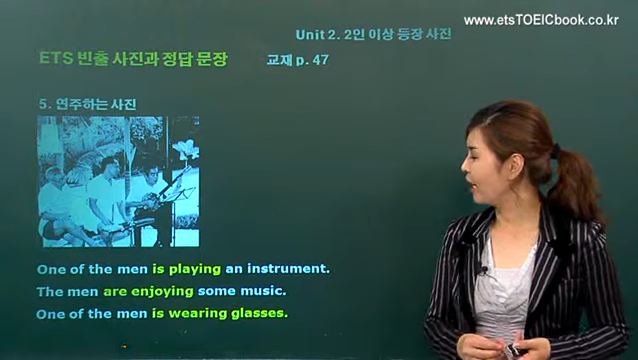 www.etsTOEICbook.co.kr
Unit 2. 2인 이상 등장 사진
ETS 빈출 사진과 정답 문장 교재 p. 47
5. 연주하는 사진
One of the men is playing an instrument.
The men are enjoying some music.
One of the men is wearing glasses.